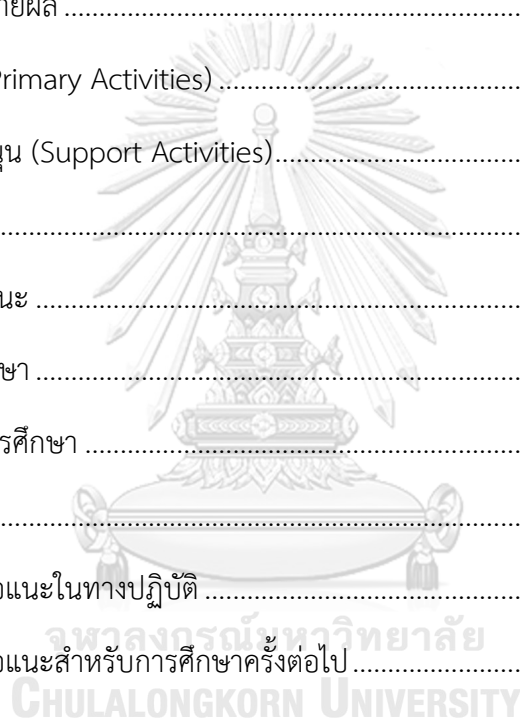 ายผล ........................................................
Primary Activities) ........................................
นุน (Support Activities)................................
........................................................................
นะ ............................................................
ษา ............................................................
รศึกษา .....................................................
........................................................................
อแนะในทางปฏิบัติ .......................................
อแนะสำหรับการศึกษาครั้งต่อไป .................
จุฬาลงกรณ์มหาวิทยาลัย
CHULALONGKORN UNIVERSITY